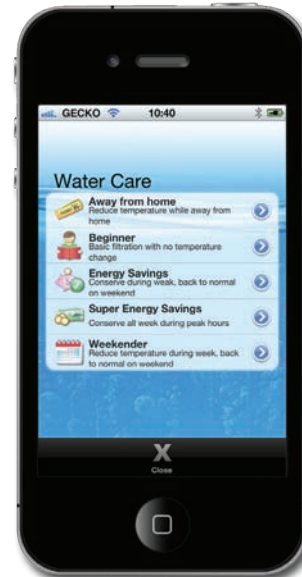 GECKO 10:40
Water Care
Away from home
Reduce temperature while away from
home
Beginner
Basic filtration with no temperature
change
Energy Savings
Conserve during weak, back to normal
on weekend
Super Energy Savings
Conserve all week during peak hours
Weekender
Reduce temperature during week, back
to normal on weekend
X
Close